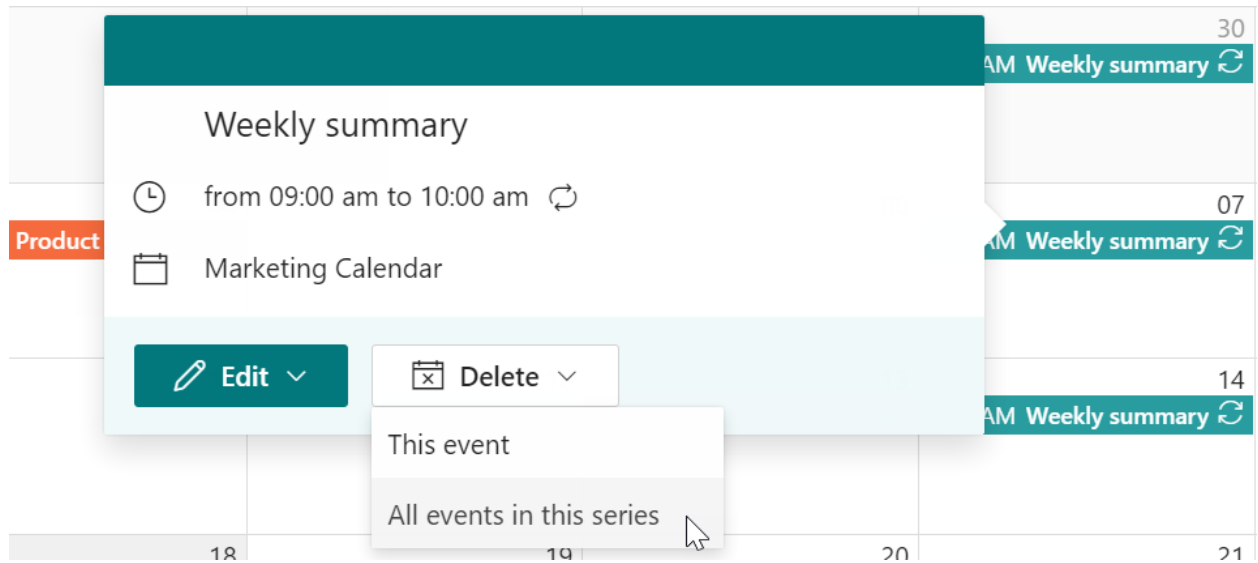 30
AM Weekly summary
Weekly summary
from 09:00 am to 10:00 am
07
Product
AM Weekly summary
Marketing Calendar
Edit
Delete
14
AM Weekly summary
This event
All events in this series
18
19
20
21